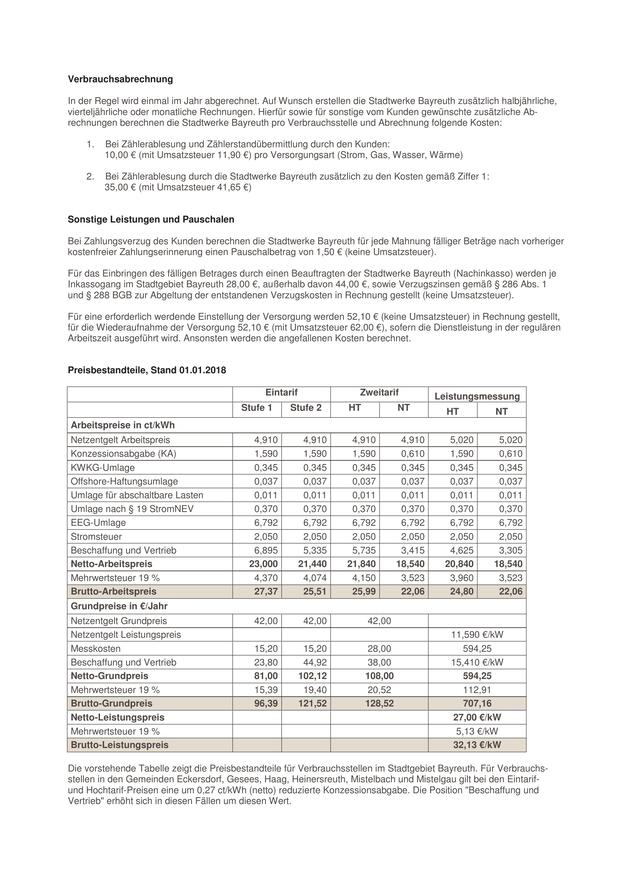 Verbrauchsabrechnung
In der Regel wird einmal im Jahr abgerechnet. Auf Wunsch erstellen die Stadtwerke Bayreuth zusätzlich halbjährliche,
vierteljährliche oder monatliche Rechnungen. Hierfür sowie für sonstige vom Kunden gewünschte zusätzliche Ab-
rechnungen berechnen die Stadtwerke Bayreuth pro Verbrauchsstelle und Abrechnung folgende Kosten:
1. Bei Zählerablesung und Zählerstandübermittlung durch den Kunden:
10,00 € (mit Umsatzsteuer 11,90 €) pro Versorgungsart (Strom, Gas, Wasser, Wärme)
2. Bei Zählerablesung durch die Stadtwerke Bayreuth zusätzlich zu den Kosten gemäß Ziffer 1:
35,00 € (mit Umsatzsteuer 41,65 €)
Sonstige Leistungen und Pauschalen
Bei Zahlungsverzug des Kunden berechnen die Stadtwerke Bayreuth für jede Mahnung fälliger Beträge nach vorheriger
kostenfreier Zahlungserinnerung einen Pauschalbetrag von 1,50 € (keine Umsatzsteuer).
Für das Einbringen des fälligen Betrages durch einen Beauftragten der Stadtwerke Bayreuth (Nachinkasso) werden je
Inkassogang im Stadtgebiet Bayreuth 28,00 €, außerhalb davon 44,00 €, sowie Verzugszinsen gemäß § 286 Abs. 1
und § 288 BGB zur Abgeltung der entstandenen Verzugskosten in Rechnung gestellt (keine Umsatzsteuer).
Für eine erforderlich werdende Einstellung der Versorgung werden 52,10 € (keine Umsatzsteuer) in Rechnung gestellt,
für die Wiederaufnahme der Versorgung 52,10 € (mit Umsatzsteuer 62,00 €), sofern die Dienstleistung in der regulären
Arbeitszeit ausgeführt wird. Ansonsten werden die angefallenen Kosten berechnet.
Preisbestandteile, Stand 01.01.2018
Eintarif Zweitarif Leistungsmessung
Stufe 1 Stufe 2 HT NT HT NT
Arbeitspreise in ct/kWh
Netzentgelt Arbeitspreis 4,910 4,910 4,910 4,910 5,020 5,020
Konzessionsabgabe (KA) 1,590 1,590 1,590 0,610 1,590 0,610
KWKG-Umlage 0,345 0,345 0,345 0,345 0,345 0,345
Offshore-Haftungsumlage 0,037 0,037 0,037 0,037 0,037 0,037
Umlage für abschaltbare Lasten 0,011 0,011 0,011 0,011 0,011 0,011
Umlage nach § 19 StromNEV 0,370 0,370 0,370 0,370 0,370 0,370
EEG-Umlage 6,792 6,792 6,792 6,792 6,792 6,792
Stromsteuer 2,050 2,050 2,050 2,050 2,050 2,050
Beschaffung und Vertrieb 6,895 5,335 5,735 3,415 4,625 3,305
Netto-Arbeitspreis 23,000 21,440 21,840 18,540 20,840 18,540
Mehrwertsteuer 19 % 4,370 4,074 4,150 3,523 3,960 3,523
Brutto-Arbeitspreis 27,37 25,51 25,99 22,06 24,80 22,06
Grundpreise in €/Jahr
Netzentgelt Grundpreis 42,00 42,00 42,00
Netzentgelt Leistungspreis 11,590 €/kW
Messkosten 15,20 15,20 28,00 594,25
Beschaffung und Vertrieb 23,80 44,92 38,00 15,410 €/kW
Netto-Grundpreis 81,00 102,12 108,00 594,25
Mehrwertsteuer 19 % 15,39 19,40 20,52 112,91
Brutto-Grundpreis 96,39 121,52 128,52 707,16
Netto-Leistungspreis 27,00 €/kW
Mehrwertsteuer 19 % 5,13 €/kW
Brutto-Leistungspreis 32,13 €/kW
Die vorstehende Tabelle zeigt die Preisbestandteile für Verbrauchsstellen im Stadtgebiet Bayreuth. Für Verbrauchs-
stellen in den Gemeinden Eckersdorf, Gesees, Haag, Heinersreuth, Mistelbach und Mistelgau gilt bei den Eintarif-
und Hochtarif-Preisen eine um 0,27 ct/kWh (netto) reduzierte Konzessionsabgabe. Die Position "Beschaffung und
Vertrieb" erhöht sich in diesen Fällen um diesen Wert.